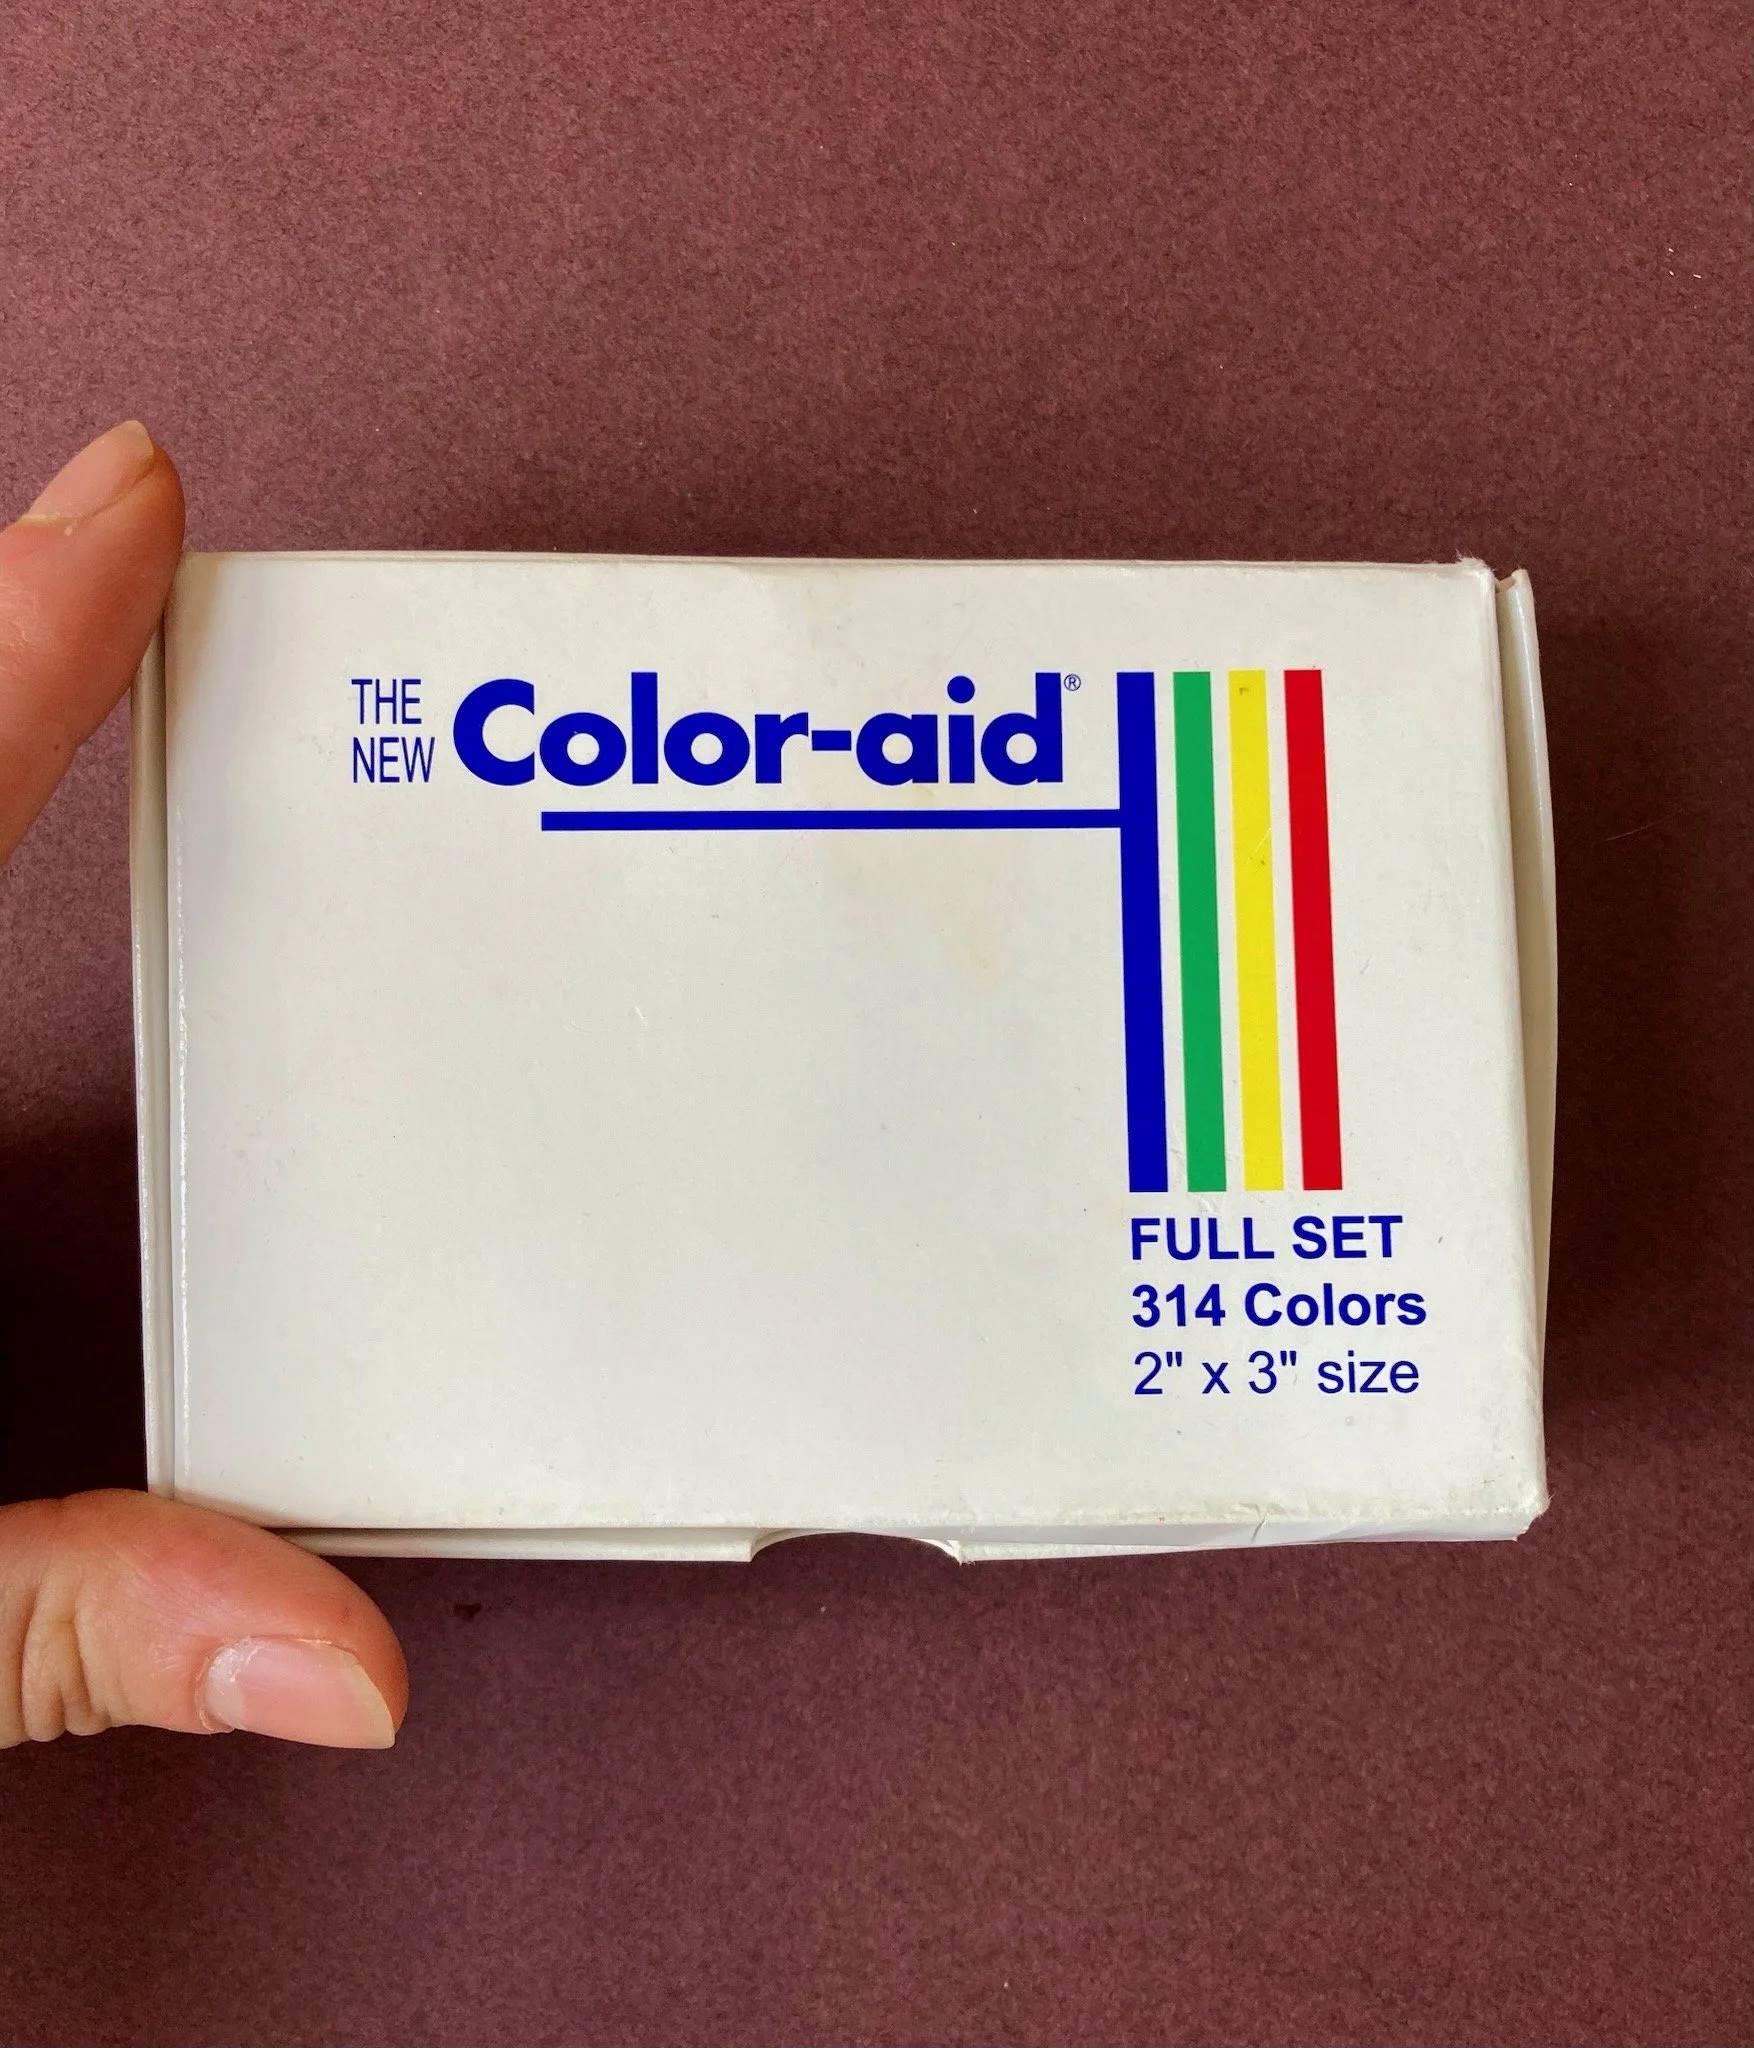 THE
NEW
Color-aid®
FULL SET
314 Colors
2" x 3" size